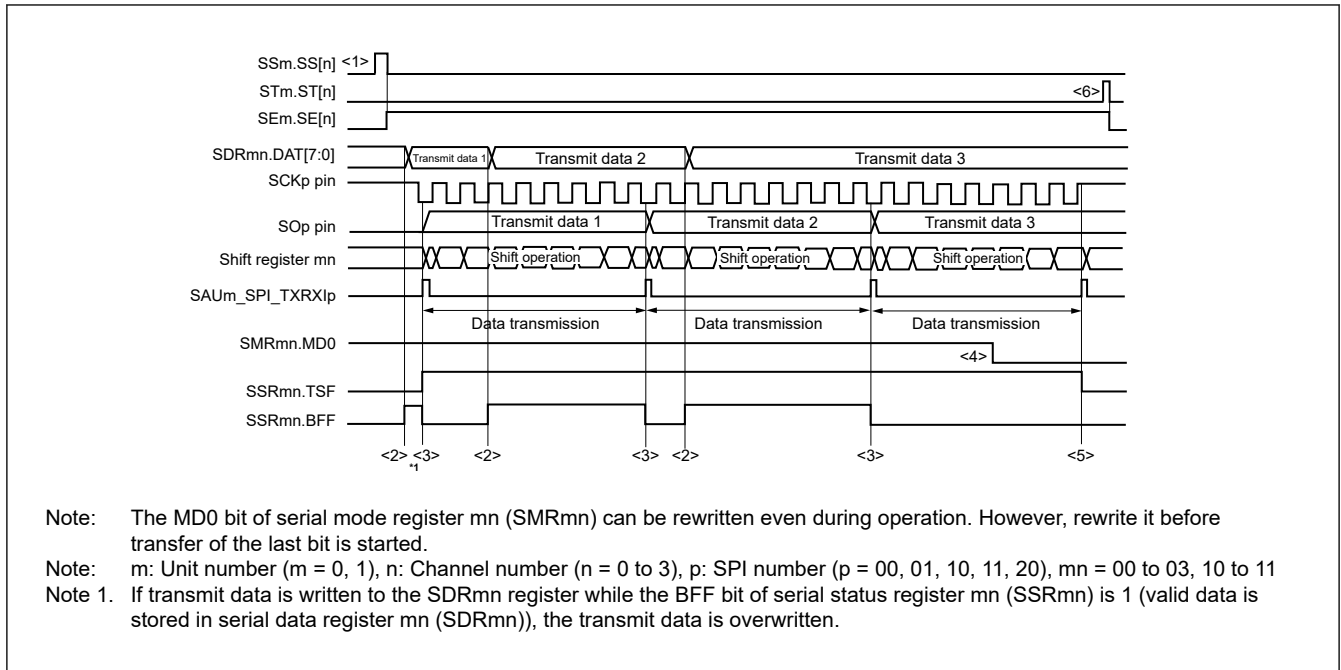 SSm.SS[n] <1>
STm.ST[n] <6>
SEm.SE[n]
SDRmn.DAT[7:0] Transmit data 1 Transmit data 2 Transmit data 3
SCKp pin
SOp pin Transmit data 1 Transmit data 2 Transmit data 3
Shift register mn Shift operation Shift operation Shift operation
SAUm_SPI_TXRXIp
Data transmission Data transmission Data transmission
SMRmn.MD0
<4>
SSRmn.TSF
SSRmn.BFF
<2> <3> <2> <3> <2> <3> <5>
*1
Note: The MD0 bit of serial mode register mn (SMRmn) can be rewritten even during operation. However, rewrite it before
transfer of the last bit is started.
Note: m: Unit number (m = 0, 1), n: Channel number (n = 0 to 3), p: SPI number (p = 00, 01, 10, 11, 20), mn = 00 to 03, 10 to 11
Note 1. If transmit data is written to the SDRmn register while the BFF bit of serial status register mn (SSRmn) is 1 (valid data is
stored in serial data register mn (SDRmn)), the transmit data is overwritten.